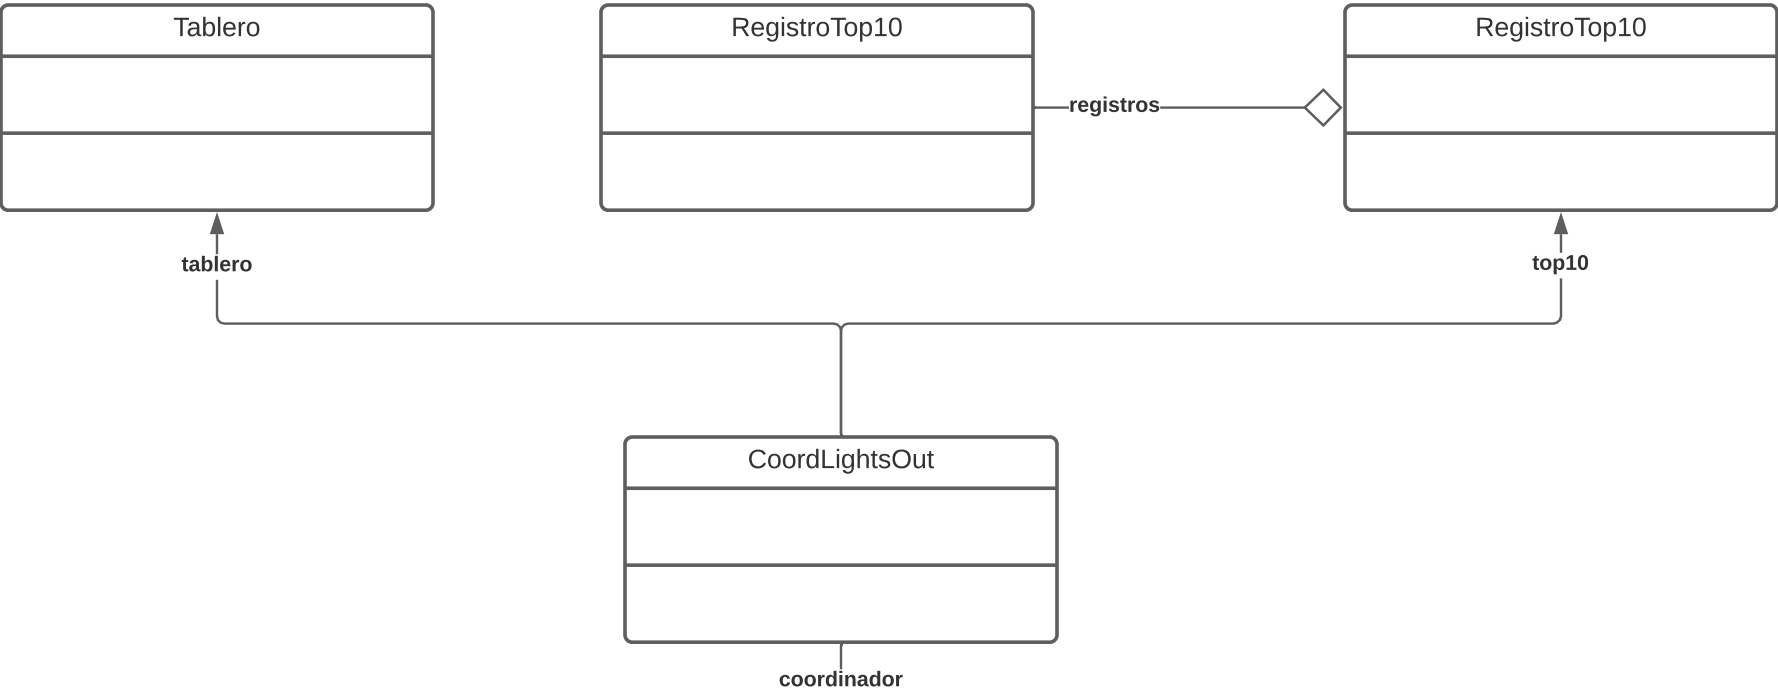 Tablero
RegistroTop10
RegistroTop10
registros
tablero
top10
CoordLightsOut
coordinador